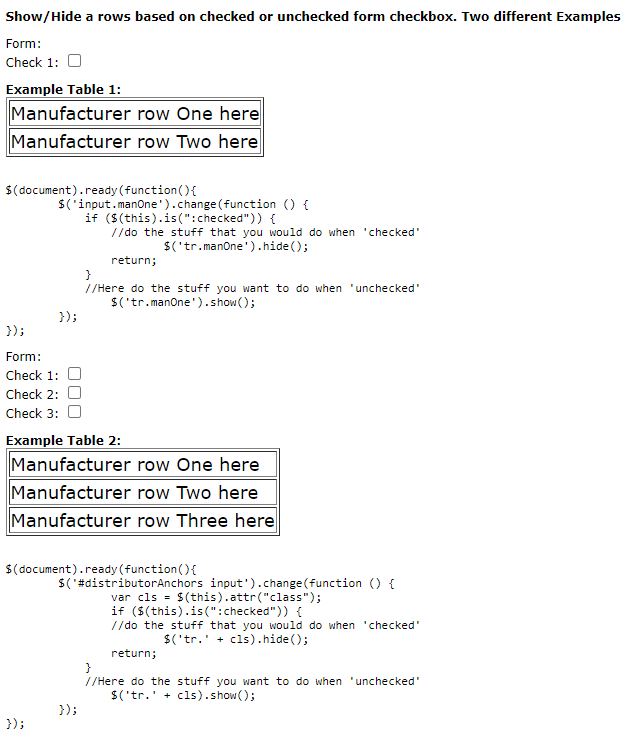 Show/Hide a rows based on checked or unchecked form checkbox. Two different Examples
Form:
Check 1:
Example Table 1:
Manufacturer row One here
Manufacturer row Two here
$(document).ready(function(){
        $('input.manOne').change(function () {
            if ($(this).is(":checked")) {
                //do the stuff that you would do when 'checked'
                        $('tr.manOne').hide();
                return;
            }
            //Here do the stuff you want to do when 'unchecked'
                $('tr.manOne').show();
        });
});
Form:
Check 1:
Check 2:
Check 3:
Example Table 2:
Manufacturer row One here
Manufacturer row Two here
Manufacturer row Three here
$(document).ready(function(){
        $('#distributorAnchors input').change(function () {
                var cls = $(this).attr("class");
                if ($(this).is(":checked")) {
                //do the stuff that you would do when 'checked'
                        $('tr.' + cls).hide();
                return;
            }
            //Here do the stuff you want to do when 'unchecked'
                $('tr.' + cls).show();
        });
});